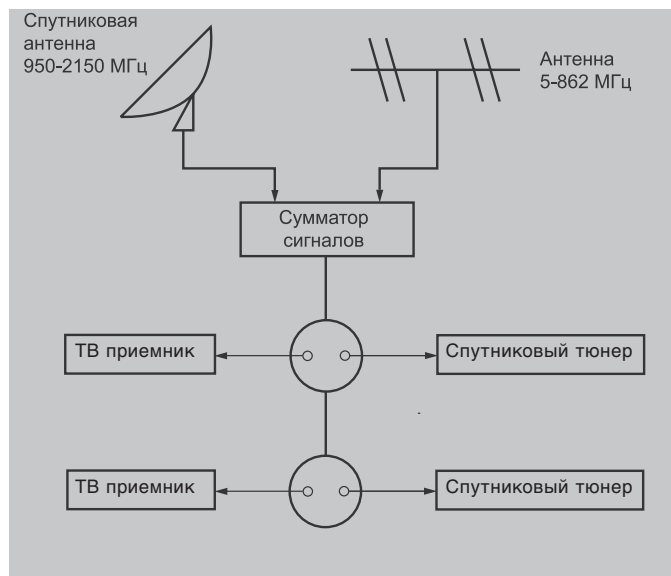 Спутниковая
антенна
950-2150 МГц
Антенна
5-862 МГц
Сумматор
сигналов
ТВ приемник
Спутниковый тюнер
ТВ приемник
Спутниковый тюнер